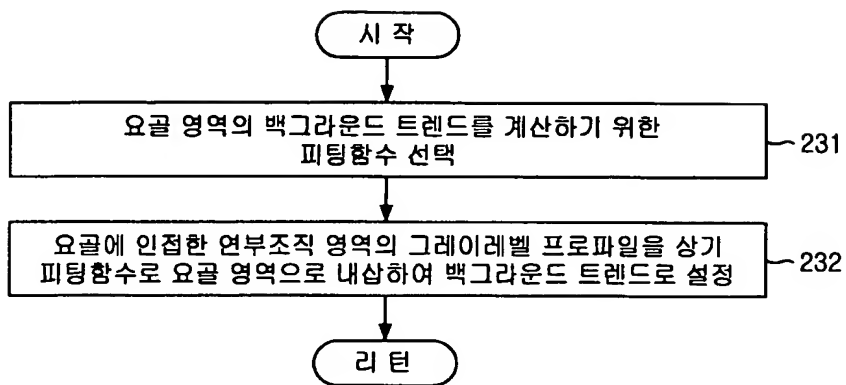 시 작
요골 영역의 백그라운드 트렌드를 계산하기 위한
피팅함수 선택
231
요골에 인접한 연부조직 영역의 그레이레벨 프로파일을 상기
피팅함수로 요골 영역으로 내삽하여 백그라운드 트렌드로 설정
232
리 턴